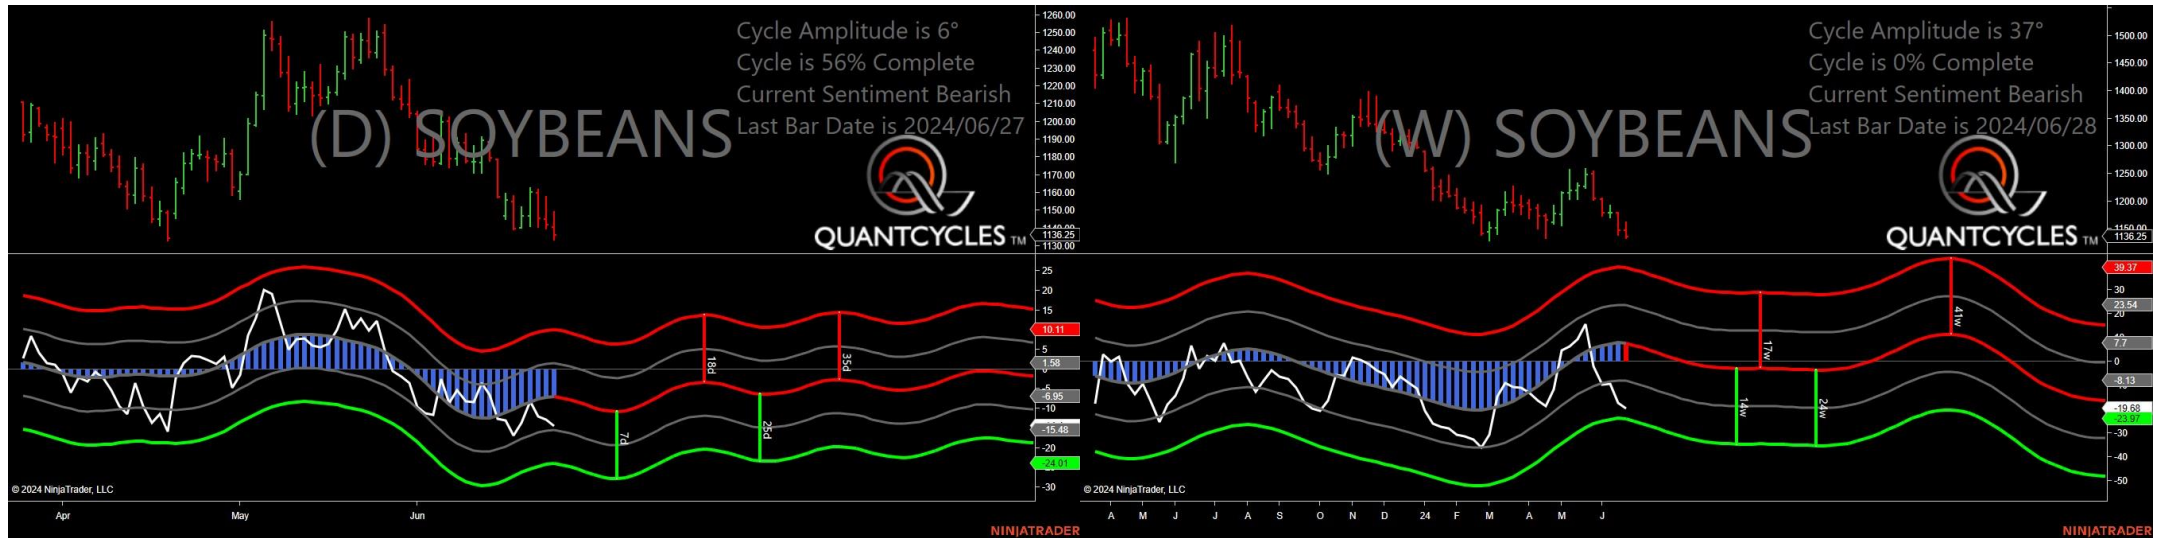 Cycle Amplitude is 6°
Cycle is 56% Complete
Current Sentiment Bearish
Last Bar Date is 2024/06/27
(D) SOYBEANS
QUANTCYCLES TM
1260.00
1250.00
1240.00
1230.00
1220.00
1210.00
1200.00
1190.00
1180.00
1170.00
1160.00
1150.00
1140.00
1136.25
1130.00
25
20
15
10.11
5
1.58
0
-5
-6.95
-10
-15.48
-20
-24.01
-30
18d
35d
7d
25d
© 2024 NinjaTrader, LLC
Apr May Jun
NINJATRADER
Cycle Amplitude is 37°
Cycle is 0% Complete
Current Sentiment Bearish
Last Bar Date is 2024/06/28
(W) SOYBEANS
QUANTCYCLES TM
1500.00
1450.00
1400.00
1350.00
1300.00
1250.00
1200.00
1150.00
1136.25
39.37
30
23.54
20
7.7
0
-8.13
-19.68
-23.97
-30
-40
-50
17w
41w
14w
24w
© 2024 NinjaTrader, LLC
A M J J A S O N D 24 F M A M J
NINJATRADER